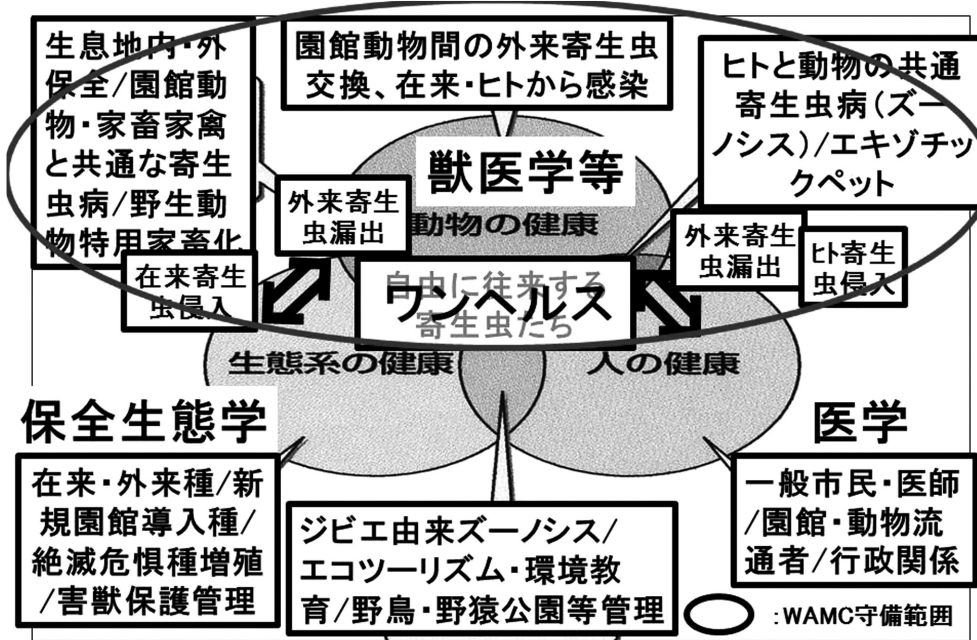 生息地内・外
保全/園館動
物・家畜家禽
と共通な寄生
虫病/野生動
物特用家畜化
園館動物間の外来寄生虫
交換、在来・ヒトから感染
ヒトと動物の共通
寄生虫病(ズー
ノシス)/エキゾチッ
クペット
獣医学等
動物の健康
外来寄生
虫漏出
在来寄生
虫侵入
外来寄生
虫漏出
ヒト寄生
虫侵入
自由に往来する
ワンヘルス
寄生虫たち
生態系の健康
人の健康
保全生態学
医学
在来・外来種/新
規園館導入種/
絶滅危惧種増殖
/害獣保護管理
ジビエ由来ズーノシス/
エコツーリズム・環境教
育/野鳥・野猿公園等管理
一般市民・医師
/園館・動物流
通者/行政関係
:WAMC守備範囲